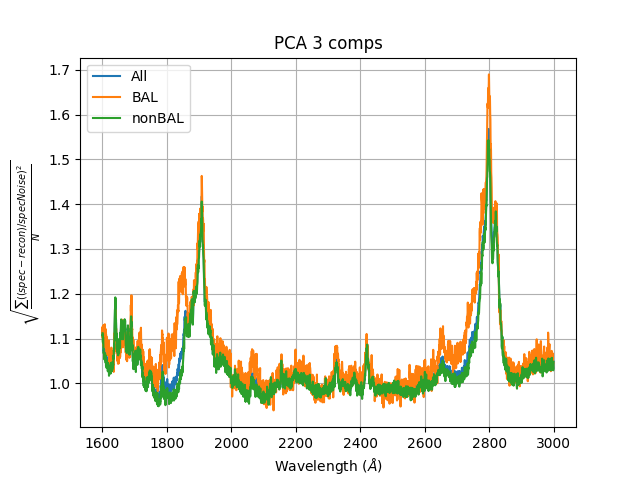 PCA 3 comps
All
BAL
nonBAL
1.7
1.6
1.5
1.4
1.3
1.2
1.1
1.0
√(∑((spec − recon)/specNoise)²/N)
1600 1800 2000 2200 2400 2600 2800 3000
Wavelength (Å)